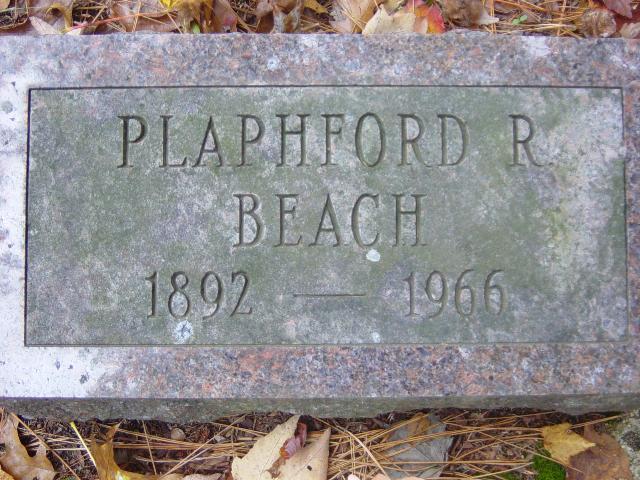 PLAPHFORD R.
BEACH
1892 — 1966